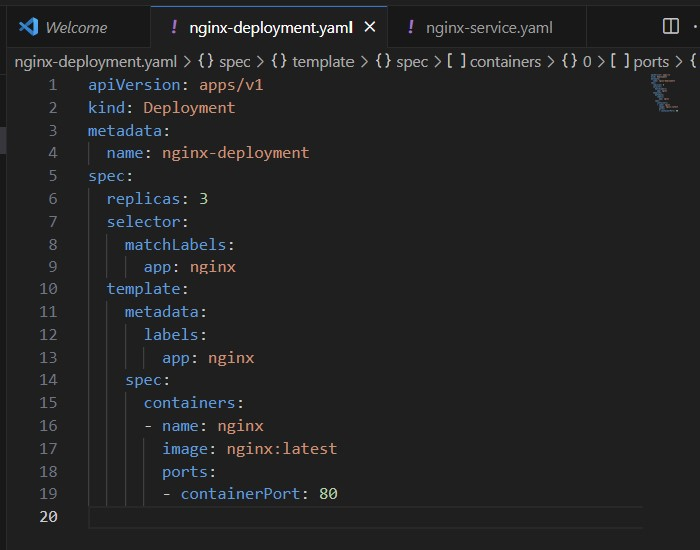 Welcome
! nginx-deployment.yaml ×
! nginx-service.yaml
nginx-deployment.yaml > {} spec > {} template > {} spec > [ ] containers > {} 0 > [ ] ports > {
1 apiVersion: apps/v1
2 kind: Deployment
3 metadata:
4   name: nginx-deployment
5 spec:
6   replicas: 3
7   selector:
8     matchLabels:
9       app: nginx
10   template:
11     metadata:
12       labels:
13         app: nginx
14     spec:
15       containers:
16       - name: nginx
17         image: nginx:latest
18         ports:
19         - containerPort: 80
20